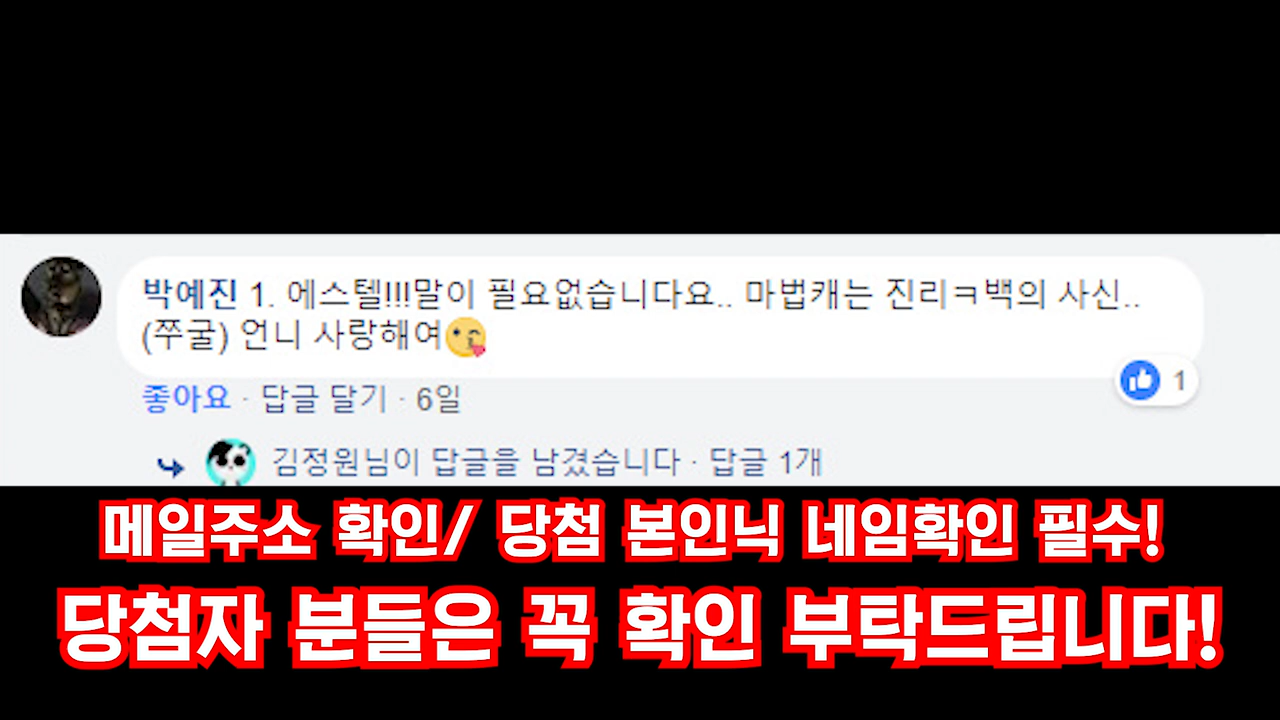 박예진 1. 에스텔!!!말이 필요없습니다요.. 마법캐는 진리ㅋ백의 사신..
(쭈굴) 언니 사랑해여😘
좋아요 · 답글 달기 · 6일
1
김정원님이 답글을 남겼습니다 · 답글 1개
메일주소 확인/ 당첨 본인닉 네임확인 필수!
당첨자 분들은 꼭 확인 부탁드립니다!